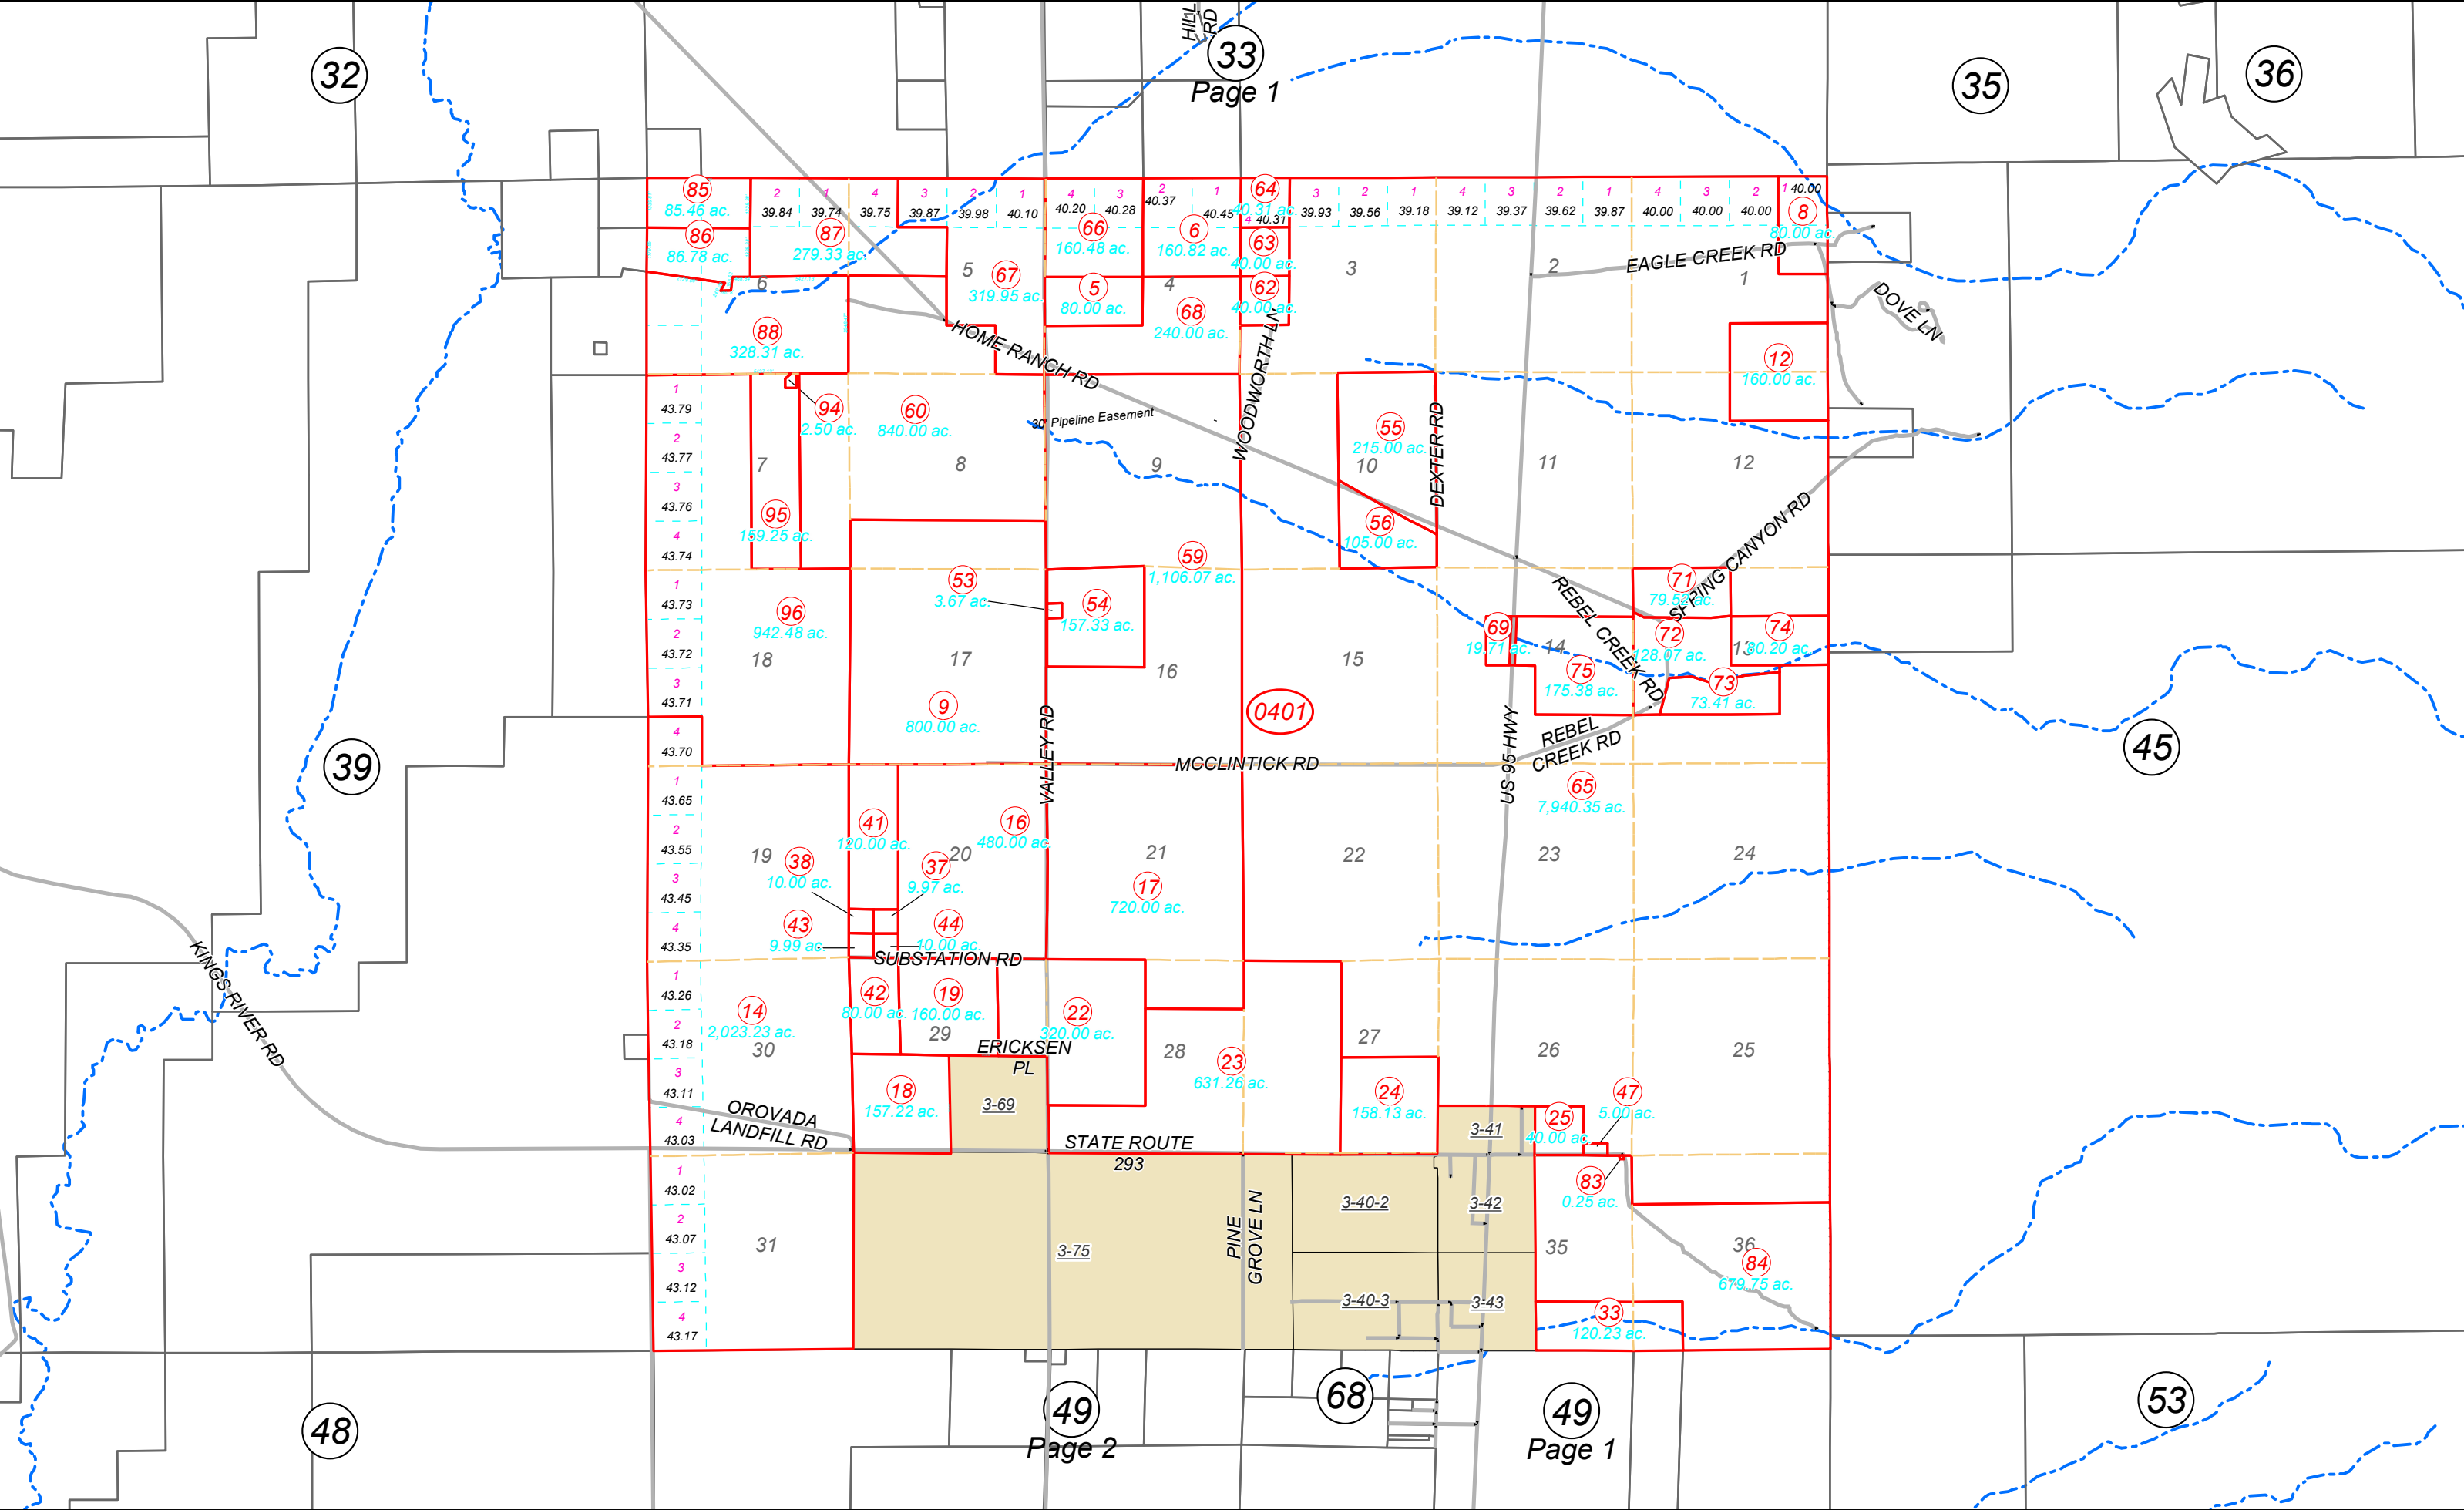 HILL
RD
32
33
Page 1
35
36
85
85.46 ac.
86
86.78 ac.
2
39.84
1
39.74
4
39.75
3
39.87
2
39.98
1
40.10
4
40.20
3
40.28
2
40.37
1
40.45
64
40.31 ac.
4 40.31
3
39.93
2
39.56
1
39.18
4
39.12
3
39.37
2
39.62
1
39.87
4
40.00
3
40.00
2
40.00
1 40.00
8
80.00 ac.
87
279.33 ac.
66
160.48 ac.
6
160.82 ac.
63
40.00 ac.
62
40.00 ac.
67
319.95 ac.
5
80.00 ac.
68
240.00 ac.
88
328.31 ac.
6
5
4
3
2
1
EAGLE CREEK RD
DOVE LN
HOME RANCH RD
WOODWORTH LN
12
160.00 ac.
1
43.79
2
43.77
3
43.76
4
43.74
94
2.50 ac.
60
840.00 ac.
30' Pipeline Easement
55
215.00 ac.
DEXTER RD
7
8
9
10
11
12
95
159.25 ac.
56
105.00 ac.
59
1,106.07 ac.
SPRING CANYON RD
1
43.73
2
43.72
3
43.71
4
43.70
96
942.48 ac.
53
3.67 ac.
54
157.33 ac.
REBEL CREEK RD
71
79.52 ac.
69
19.71 ac.
72
128.07 ac.
74
80.20 ac.
75
175.38 ac.
73
73.41 ac.
18
17
16
15
14
13
9
800.00 ac.
VALLEY RD
0401
US 95 HWY
REBEL
CREEK RD
MCCLINTICK RD
39
45
65
7,940.35 ac.
1
43.65
2
43.55
3
43.45
4
43.35
41
120.00 ac.
16
480.00 ac.
19
20
21
22
23
24
38
10.00 ac.
37
9.97 ac.
17
720.00 ac.
43
9.99 ac.
44
10.00 ac.
SUBSTATION RD
KINGS RIVER RD
1
43.26
2
43.18
3
43.11
4
43.03
14
2,023.23 ac.
42
80.00 ac.
19
160.00 ac.
22
320.00 ac.
30
29
28
27
26
25
ERICKSEN
PL
23
631.26 ac.
18
157.22 ac.
3-69
24
158.13 ac.
47
5.00 ac.
25
40.00 ac.
3-41
OROVADA
LANDFILL RD
STATE ROUTE
293
1
43.02
2
43.07
3
43.12
4
43.17
83
0.25 ac.
3-40-2
3-42
PINE
GROVE LN
31
3-75
35
36
84
679.75 ac.
3-40-3
3-43
33
120.23 ac.
48
49
Page 2
68
49
Page 1
53